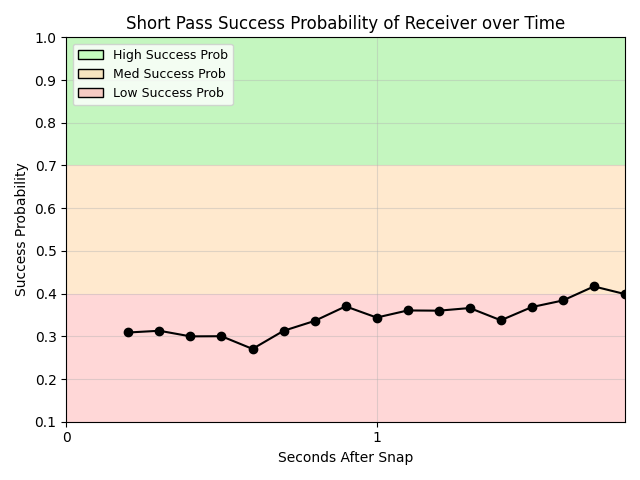 Short Pass Success Probability of Receiver over Time
High Success Prob
Med Success Prob
Low Success Prob
Success Probability
1.0
0.9
0.8
0.7
0.6
0.5
0.4
0.3
0.2
0.1
0
1
Seconds After Snap